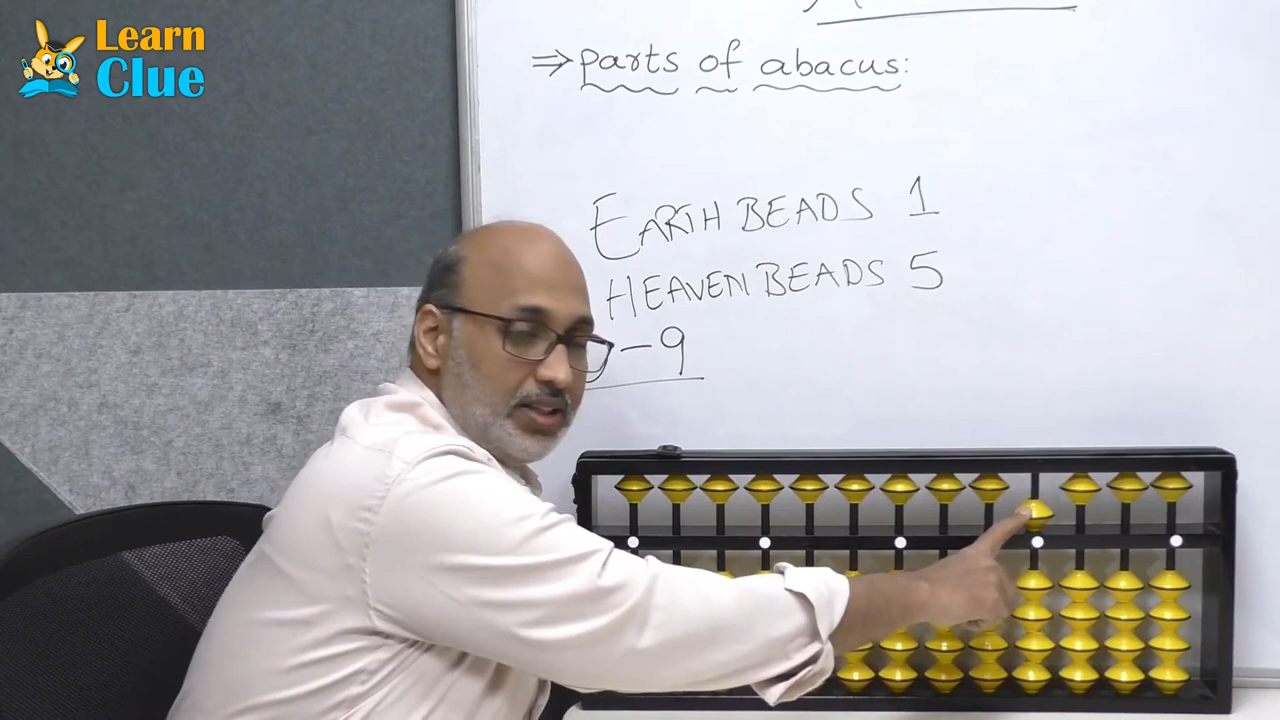 Learn
Clue
⇒ parts of abacus:
EARTH BEADS 1
HEAVEN BEADS 5
- 9